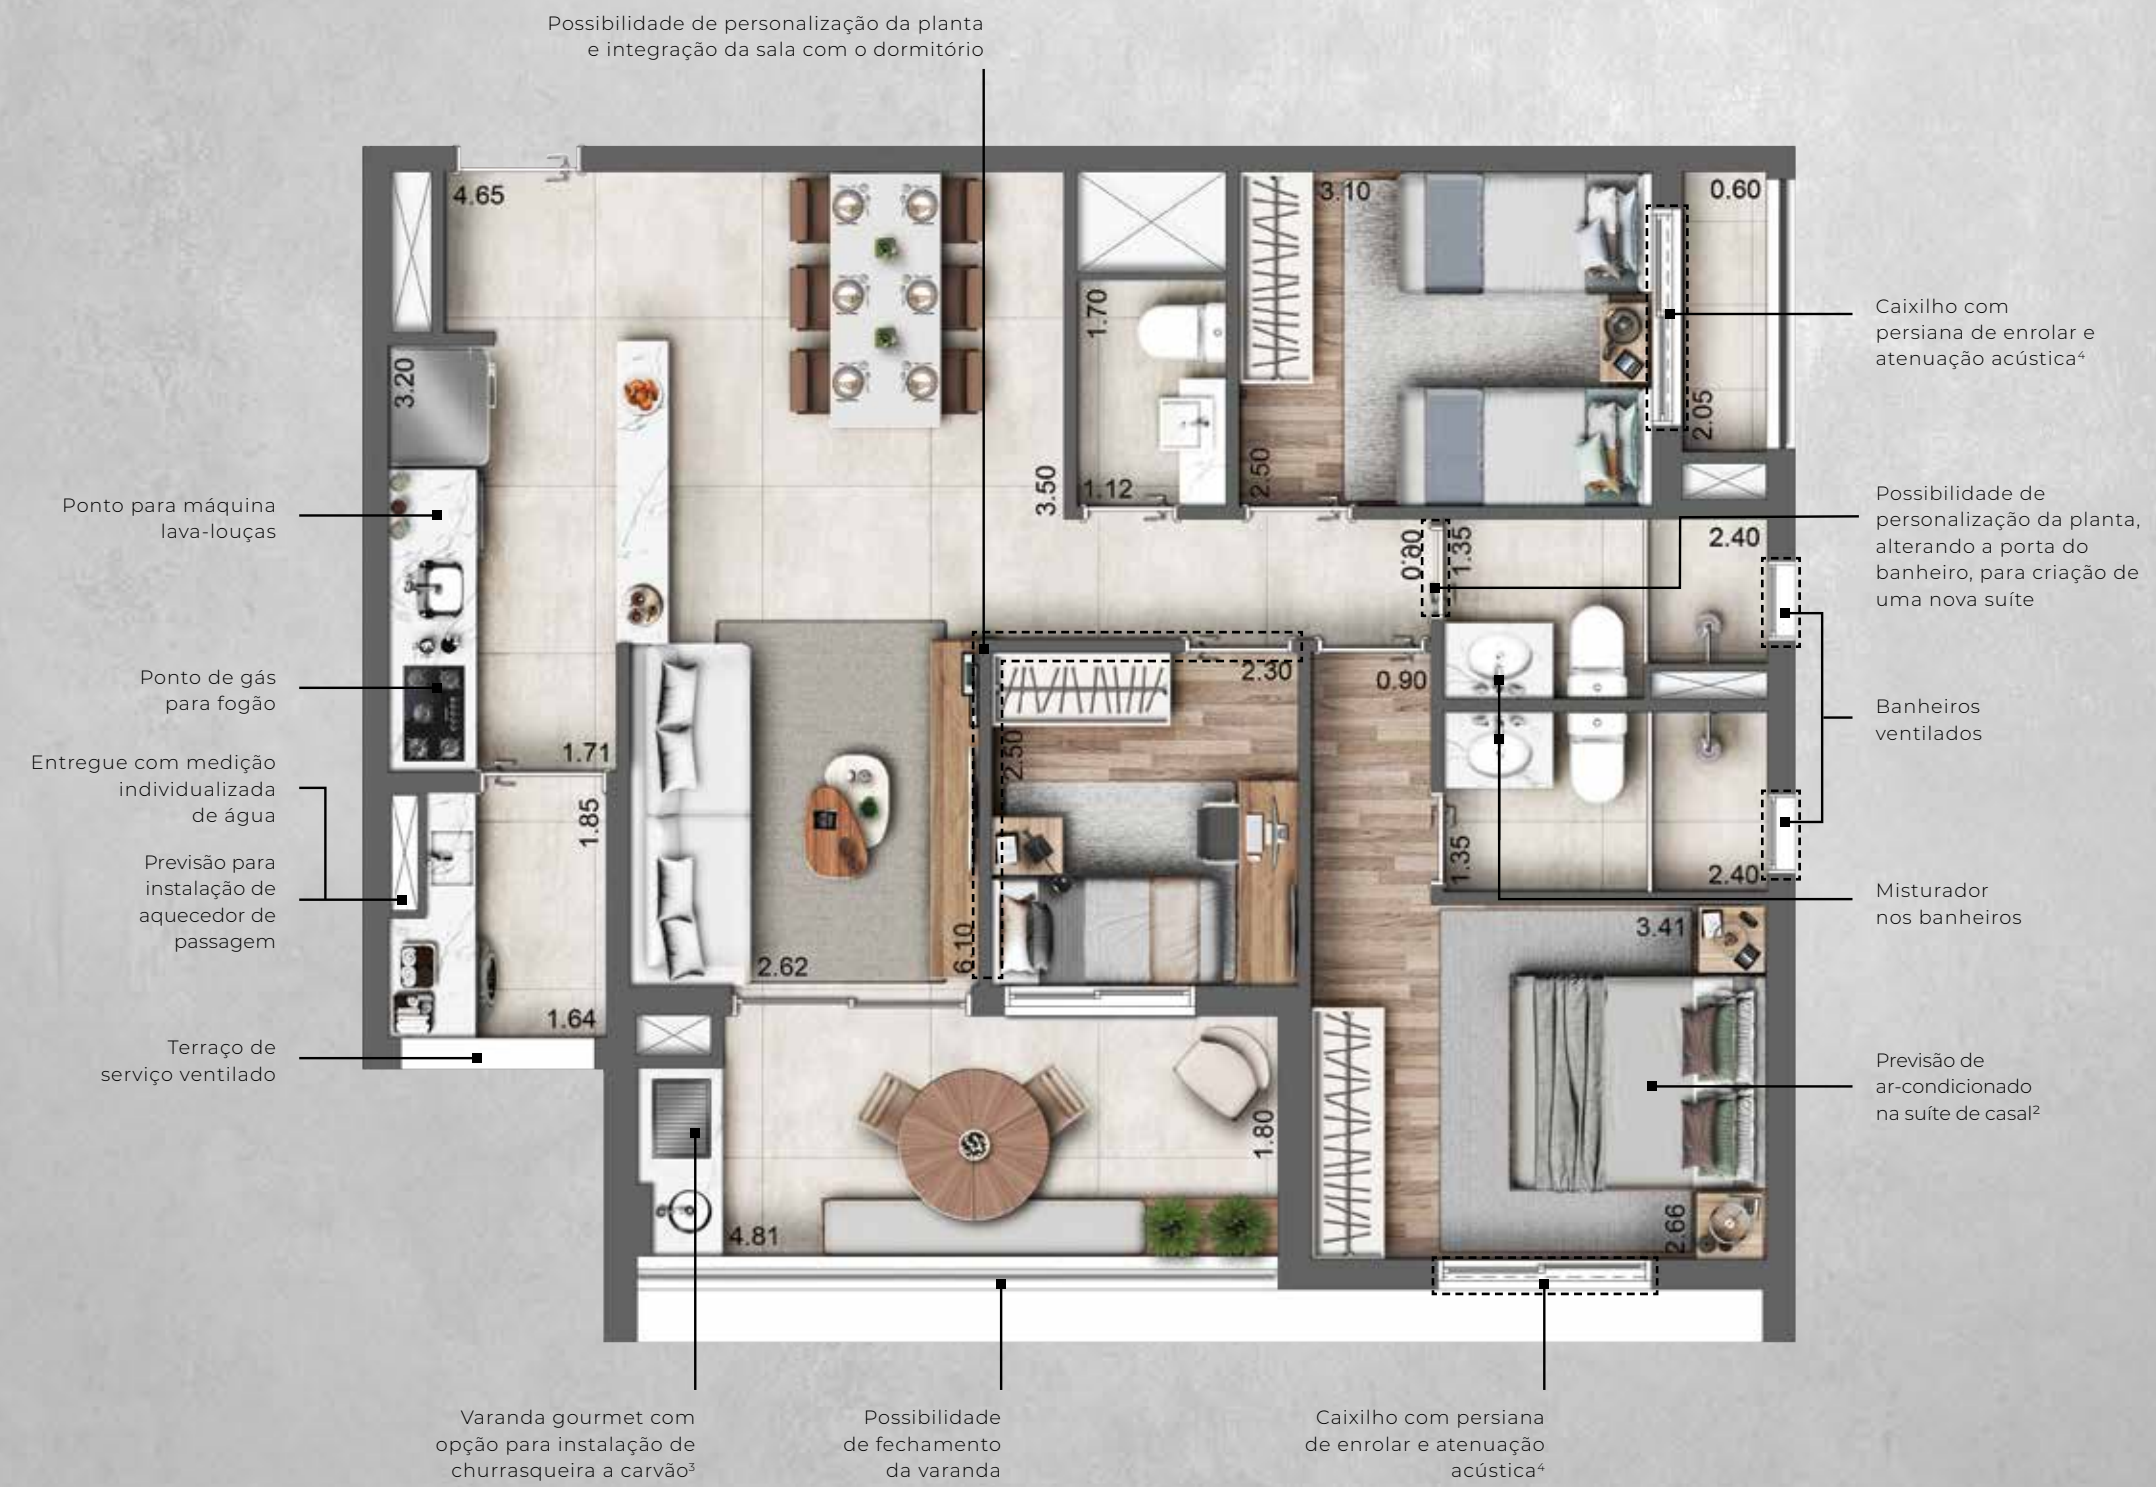 Possibilidade de personalização da planta
e integração da sala com o dormitório
4.65
3.10
0.60
1.70
3.20
Caixilho com
persiana de enrolar e
atenuação acústica⁴
2.05
3.50
1.12
2.50
Ponto para máquina
lava-louças
Possibilidade de
personalização da planta,
alterando a porta do
banheiro, para criação de
uma nova suíte
0.90
1.35
2.40
Ponto de gás
para fogão
2.30
0.90
Banheiros
ventilados
1.71
2.50
Entregue com medição
individualizada
de água
1.85
1.35
2.40
Previsão para
instalação de
aquecedor de
passagem
Misturador
nos banheiros
3.41
2.62
6.10
1.64
Terraço de
serviço ventilado
Previsão de
ar-condicionado
na suíte de casal²
1.80
4.81
2.66
Varanda gourmet com
opção para instalação de
churrasqueira a carvão³
Possibilidade
de fechamento
da varanda
Caixilho com persiana
de enrolar e atenuação
acústica⁴